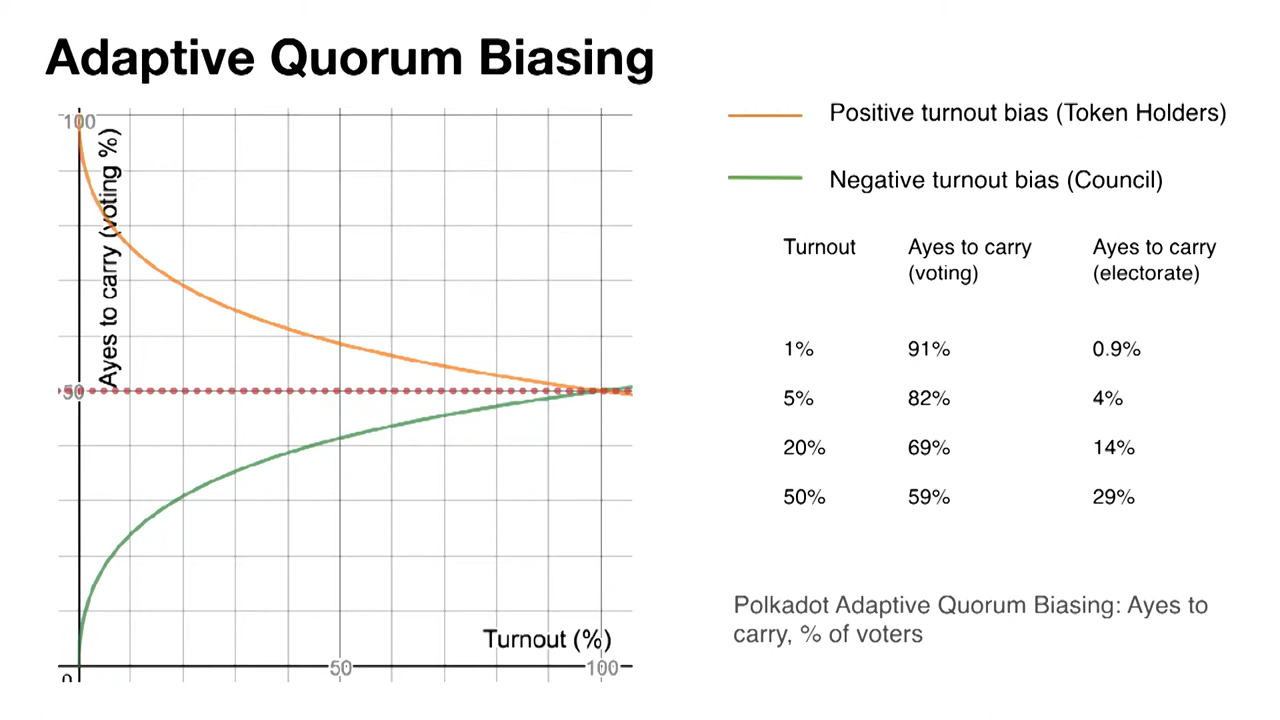 Adaptive Quorum Biasing
100
Ayes to carry (voting %)
50
Turnout (%)
0
50
100
Positive turnout bias (Token Holders)
Negative turnout bias (Council)
Turnout
Ayes to carry
(voting)
Ayes to carry
(electorate)
1% 91% 0.9%
5% 82% 4%
20% 69% 14%
50% 59% 29%
Polkadot Adaptive Quorum Biasing: Ayes to
carry, % of voters